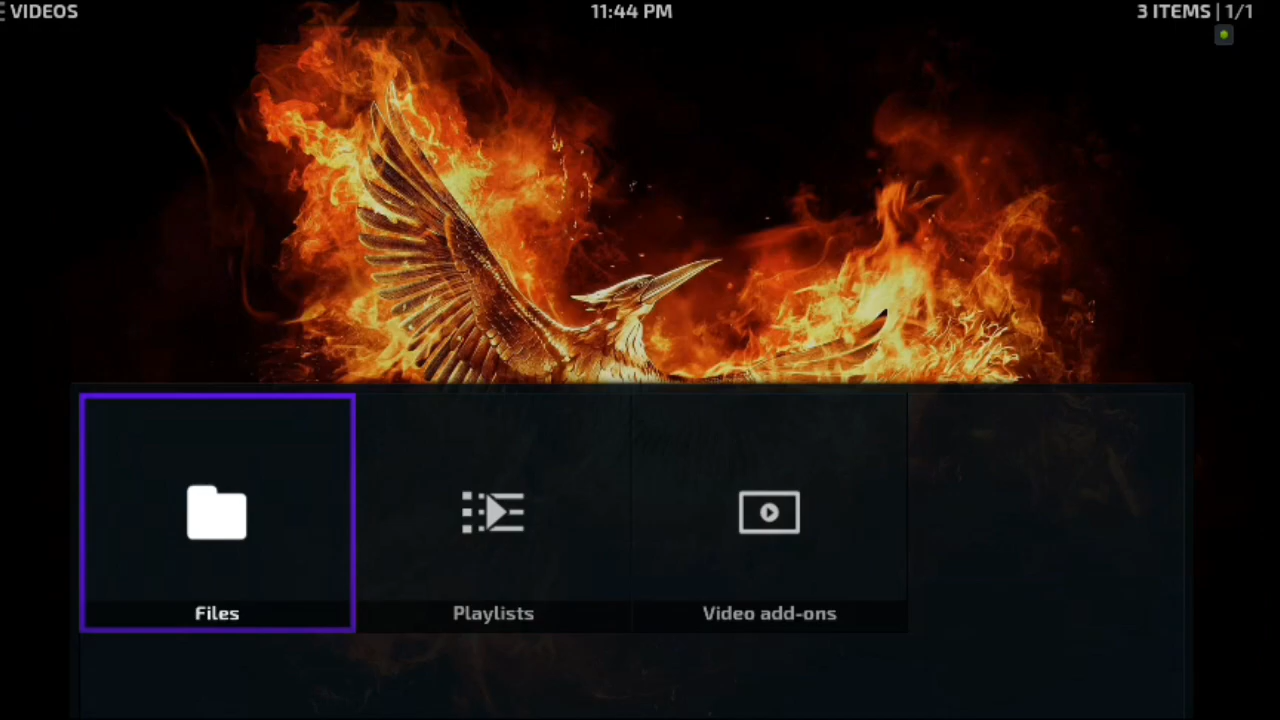 VIDEOS
11:44 PM
3 ITEMS | 1/1
Files
Playlists
Video add-ons